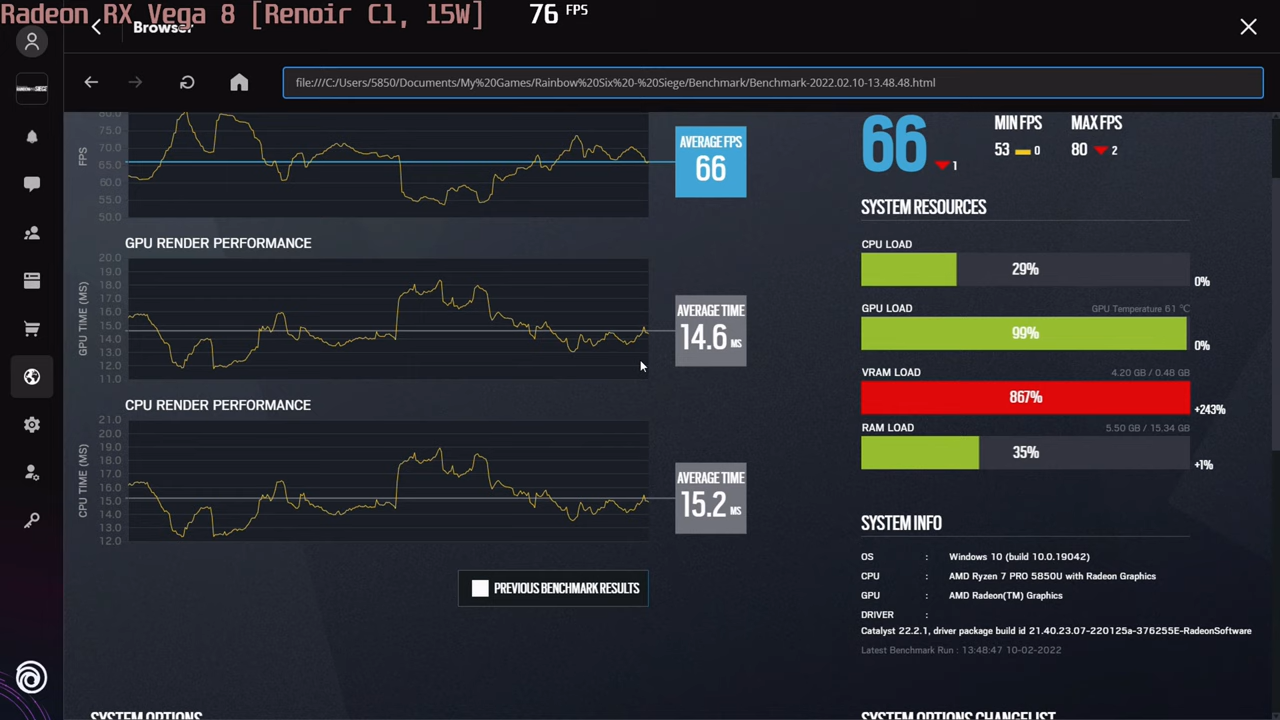 Radeon RX Vega 8 [Renoir C1, 15W] 76 FPS
Browser
file:///C:/Users/5850/Documents/My%20Games/Rainbow%20Six%20-%20Siege/Benchmark/Benchmark-2022.02.10-13.48.48.html
FPS
80.0
75.0
70.0
65.0
60.0
55.0
50.0
AVERAGE FPS
66
66
1
MIN FPS
53 0
MAX FPS
80 2
GPU RENDER PERFORMANCE
GPU TIME (MS)
20.0
19.0
18.0
17.0
16.0
15.0
14.0
13.0
12.0
11.0
AVERAGE TIME
14.6 MS
CPU RENDER PERFORMANCE
CPU TIME (MS)
21.0
20.0
19.0
18.0
17.0
16.0
15.0
14.0
13.0
12.0
AVERAGE TIME
15.2 MS
PREVIOUS BENCHMARK RESULTS
SYSTEM RESOURCES
CPU LOAD
29%
0%
GPU LOAD GPU Temperature 61 °C
99%
0%
VRAM LOAD 4.20 GB / 0.48 GB
867%
+243%
RAM LOAD 5.50 GB / 15.34 GB
35%
+1%
SYSTEM INFO
OS : Windows 10 (build 10.0.19042)
CPU : AMD Ryzen 7 PRO 5850U with Radeon Graphics
GPU : AMD Radeon(TM) Graphics
DRIVER :
Catalyst 22.2.1, driver package build id 21.40.23.07-220125a-376255E-RadeonSoftware
Latest Benchmark Run : 13:48:47 10-02-2022
SYSTEM OPTIONS
SYSTEM OPTIONS CHANGELIST